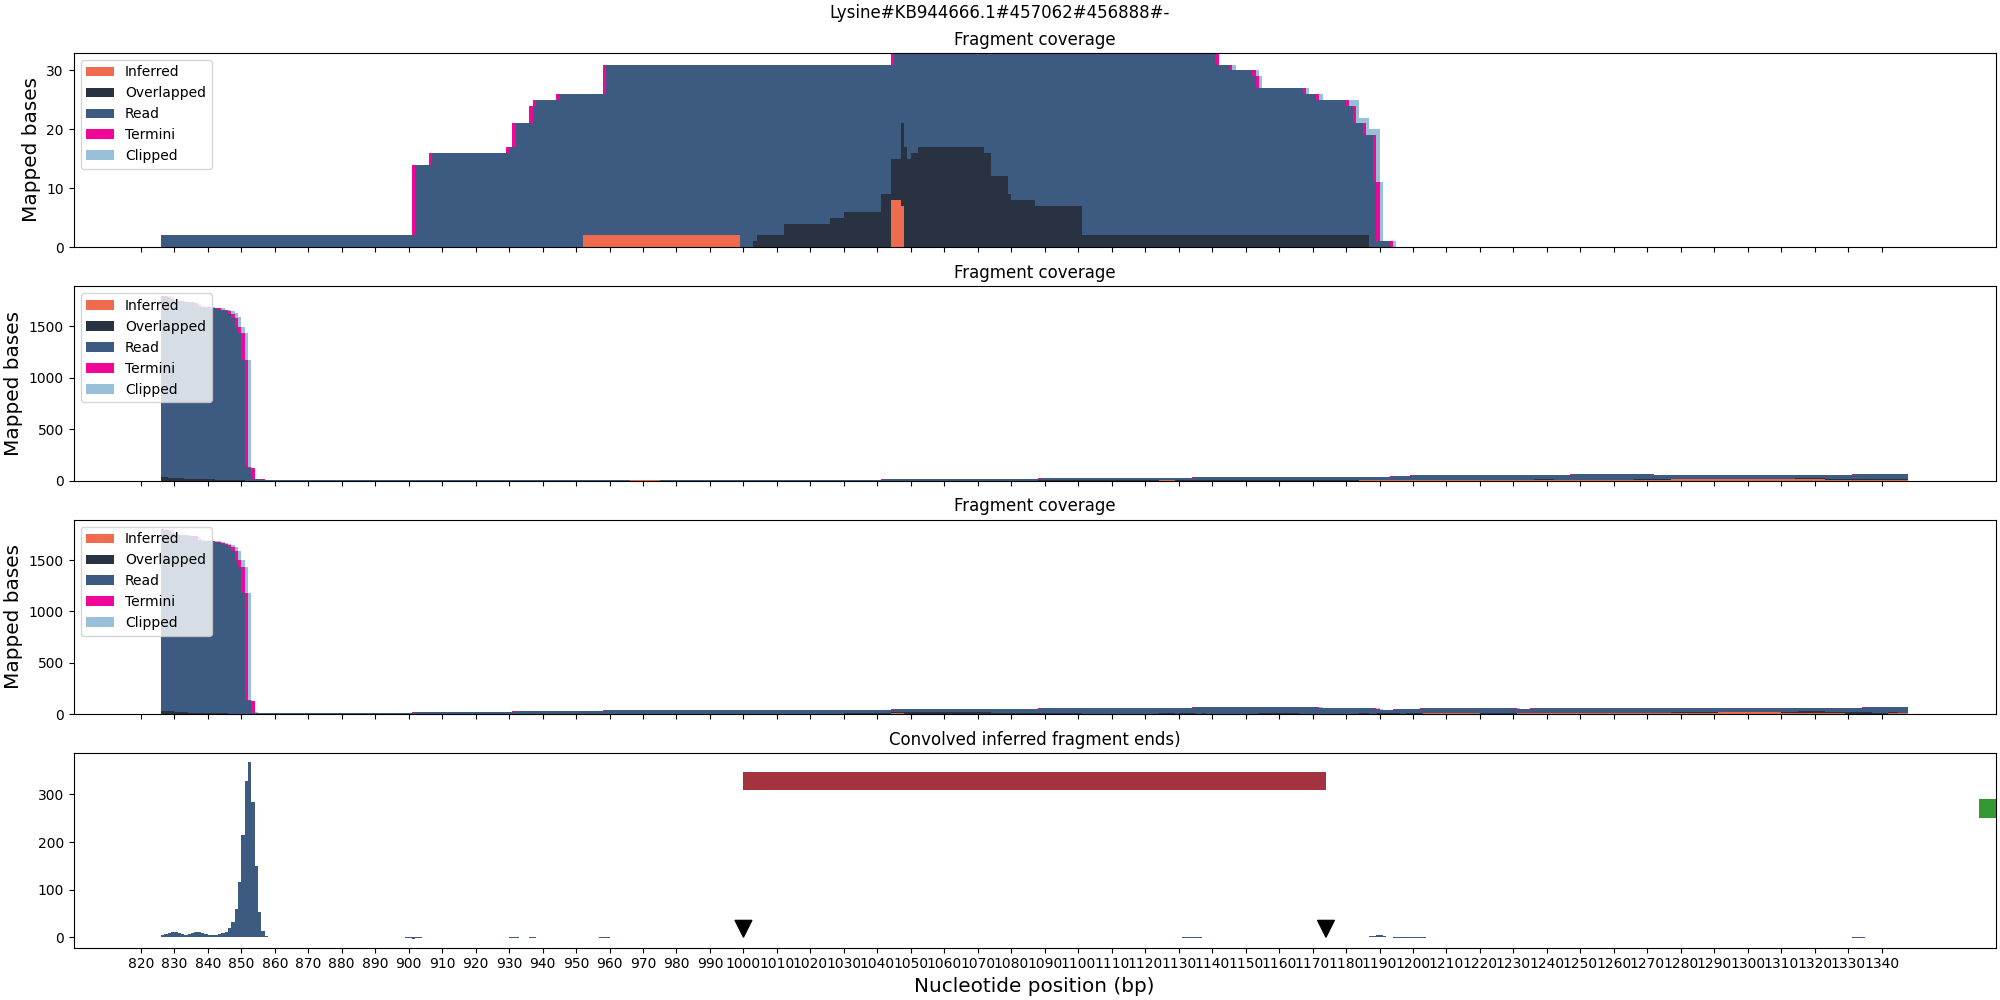 Lysine#KB944666.1#457062#456888#-
Fragment coverage
Mapped bases
30
20
10
0
Inferred
Overlapped
Read
Termini
Clipped
Fragment coverage
Mapped bases
1500
1000
500
0
Inferred
Overlapped
Read
Termini
Clipped
Fragment coverage
Mapped bases
1500
1000
500
0
Inferred
Overlapped
Read
Termini
Clipped
Convolved inferred fragment ends)
300
200
100
0
820 830 840 850 860 870 880 890 900 910 920 930 940 950 960 970 980 990 1000 1010 1020 1030 1040 1050 1060 1070 1080 1090 1100 1110 1120 1130 1140 1150 1160 1170 1180 1190 1200 1210 1220 1230 1240 1250 1260 1270 1280 1290 1300 1310 1320 1330 1340
Nucleotide position (bp)